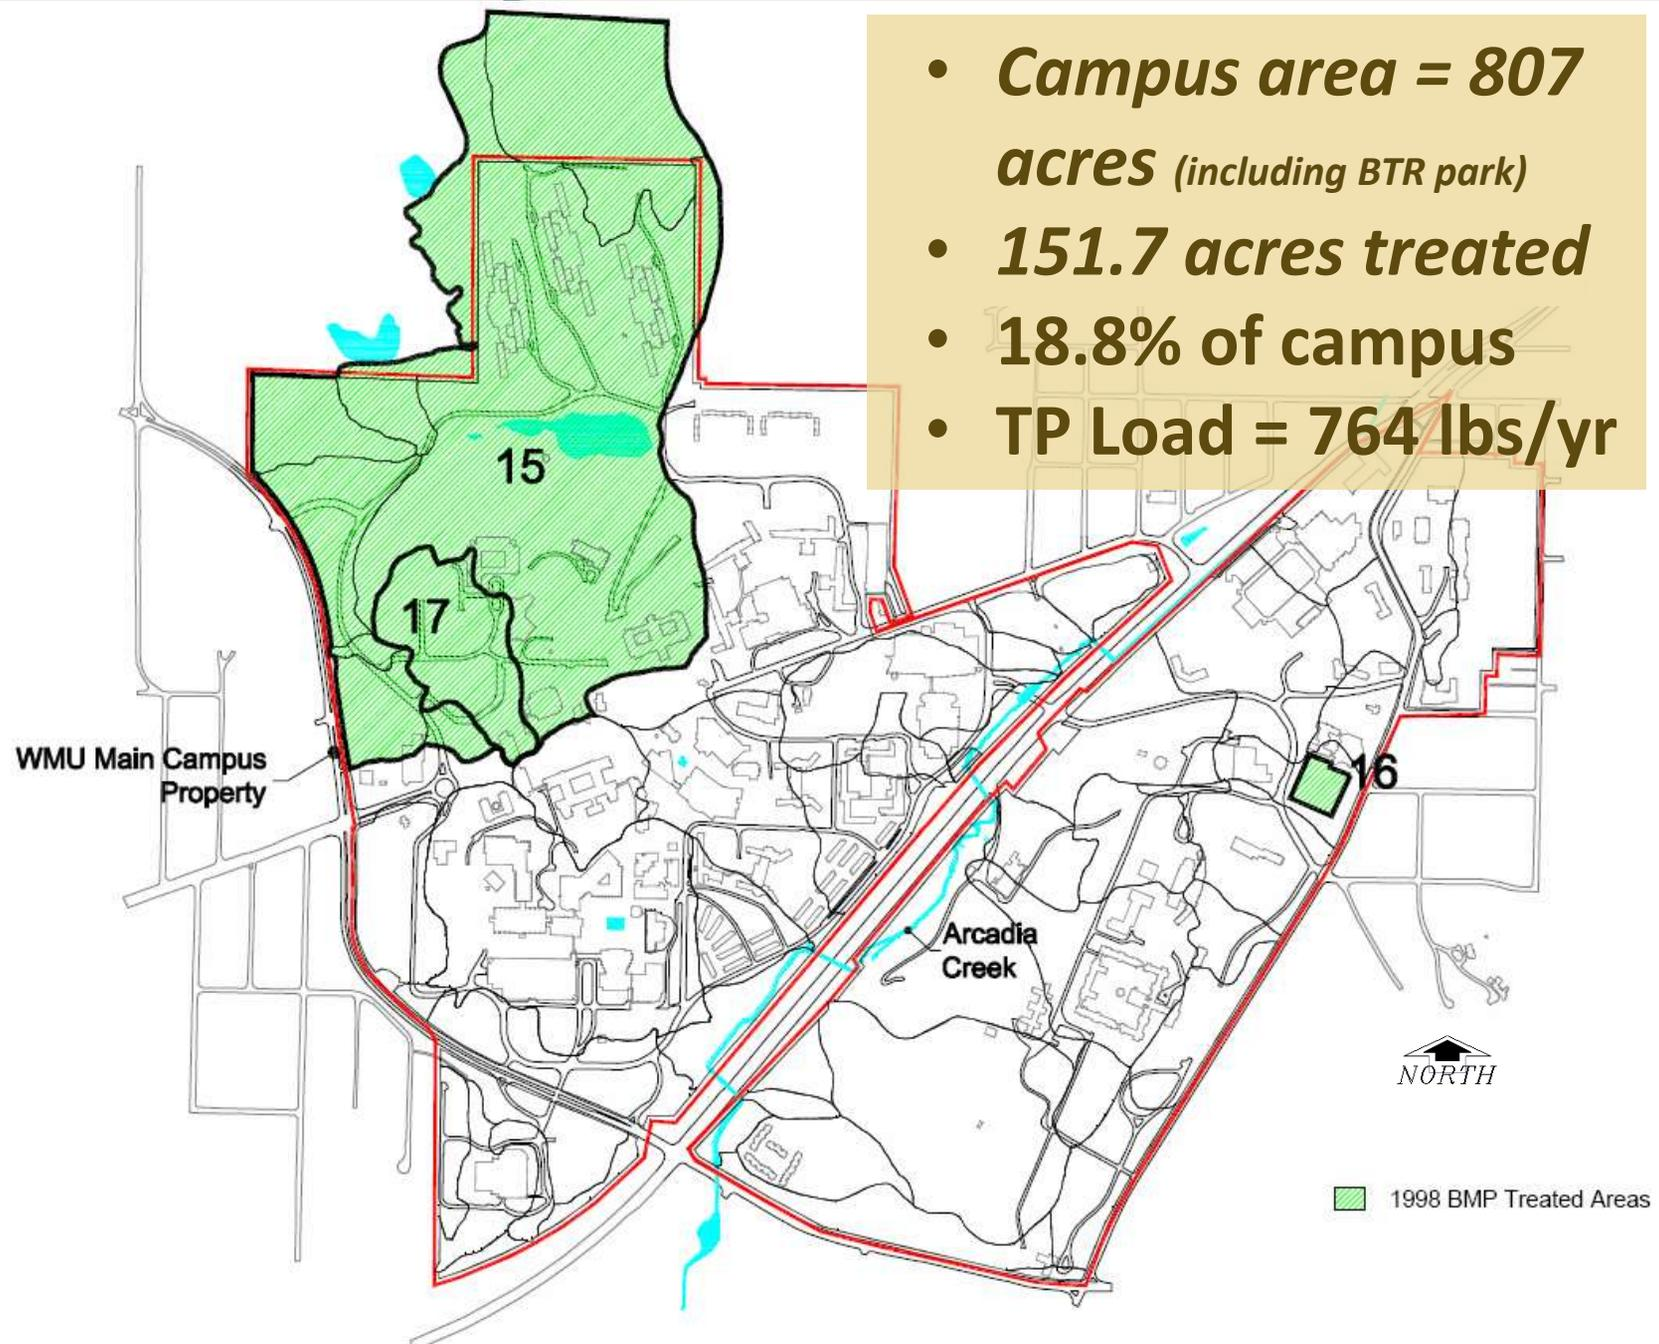 • Campus area = 807
acres (including BTR park)
• 151.7 acres treated
• 18.8% of campus
• TP Load = 764 lbs/yr
15
17
WMU Main Campus
Property
16
Arcadia
Creek
NORTH
1998 BMP Treated Areas